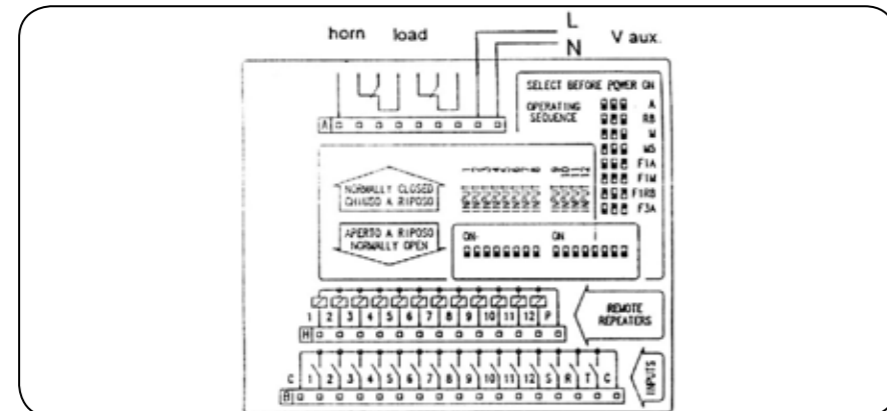 horn load L
N V aux.
SELECT BEFORE POWER ON
OPERATING SEQUENCE
A
RB
M
MS
F1A
F1M
F1RB
F3A
A
NORMALLY CLOSED
CHIUSO A RIPOSO
APERTO A RIPOSO
NORMALLY OPEN
ON ON
1 2 3 4 5 6 7 8 9 10 11 12 P
H
REMOTE
REPEATERS
C 1 2 3 4 5 6 7 8 9 10 11 12 S R T C
B
INPUTS